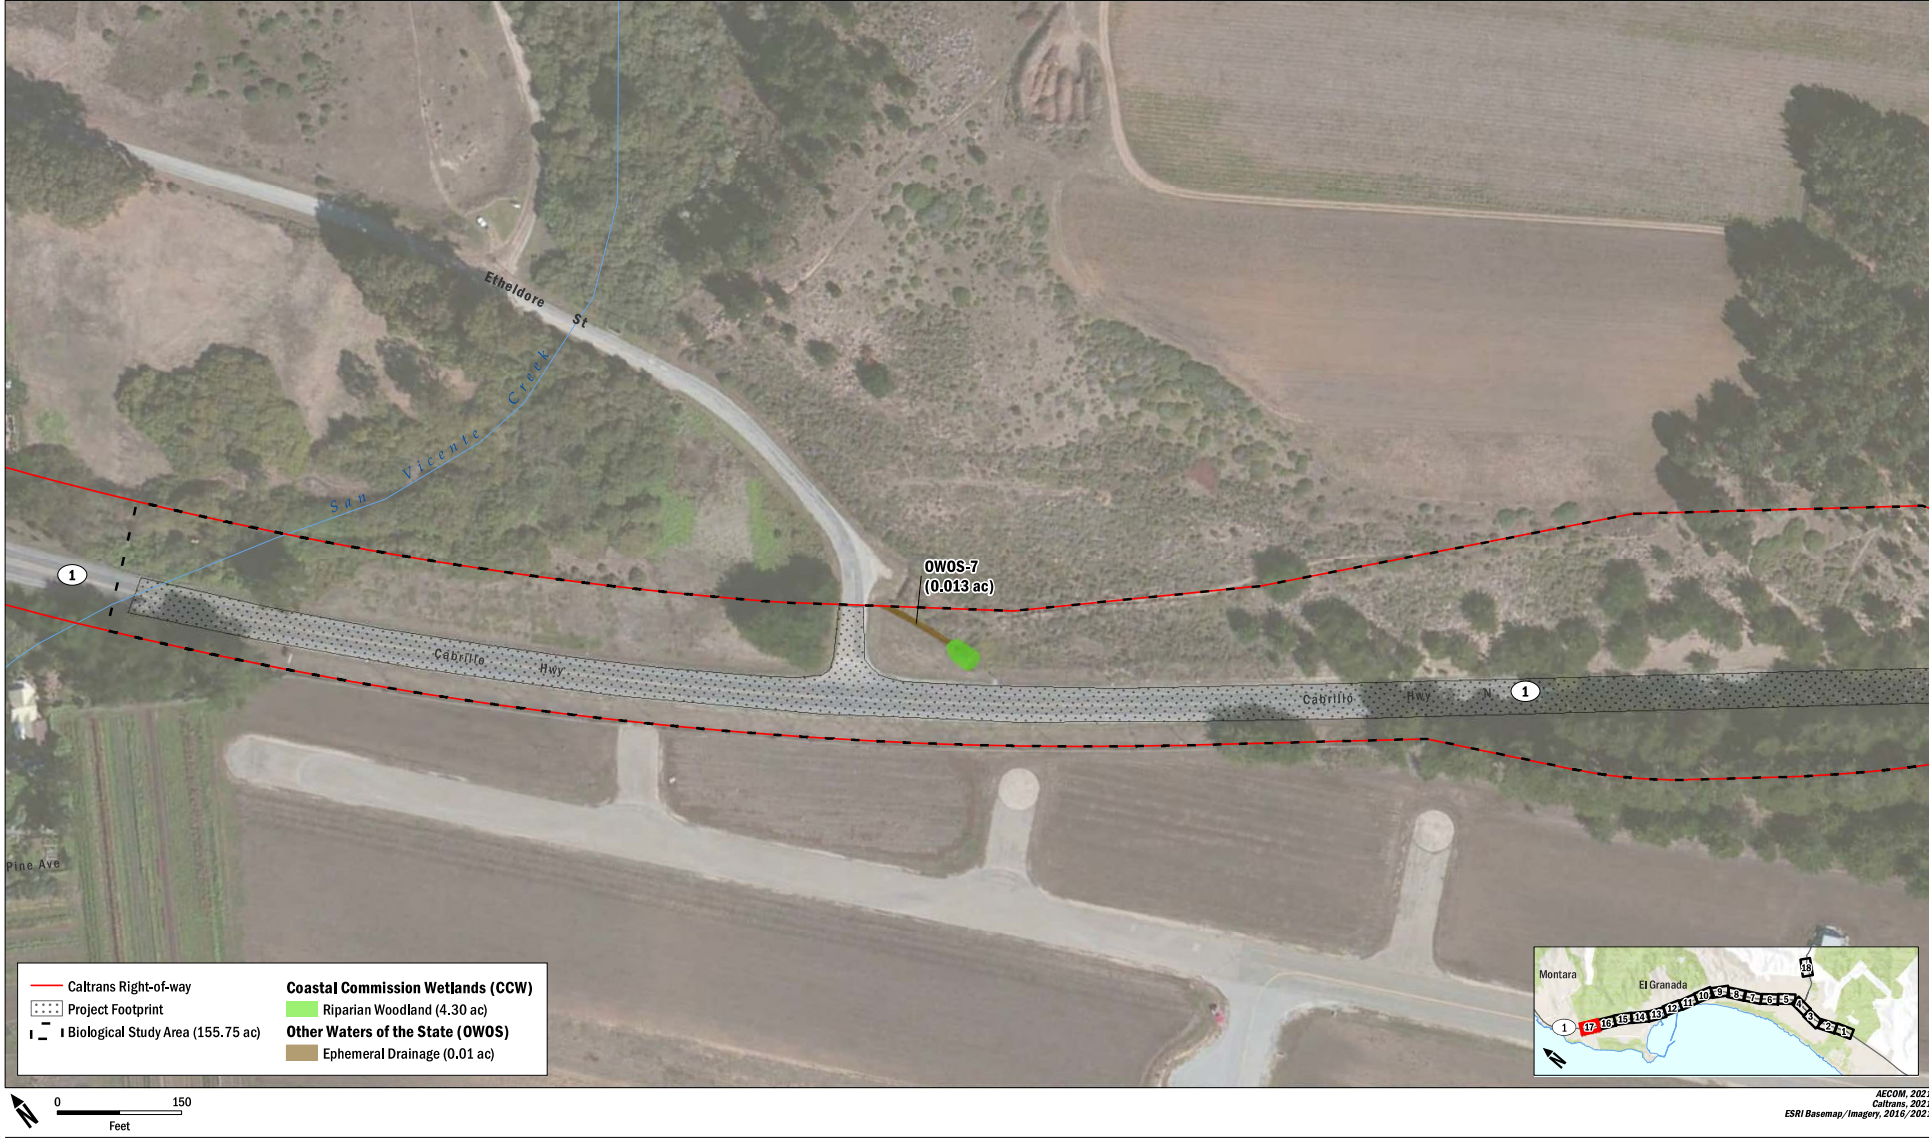 Etheldore St
San Vicente Creek
OWOS-7
(0.013 ac)
1
Cabrillo Hwy
Cabrillo Hwy N
1
Pine Ave
Caltrans Right-of-way
Project Footprint
Biological Study Area (155.75 ac)
Coastal Commission Wetlands (CCW)
Riparian Woodland (4.30 ac)
Other Waters of the State (OWOS)
Ephemeral Drainage (0.01 ac)
Montara
El Granada
18
1
17 16 15 14 13 12 11 10 9 8 7 6 5 4 3 2 1
N
N
0 150
Feet
AECOM, 2021
Caltrans, 2021
ESRI Basemap/Imagery, 2016/2021